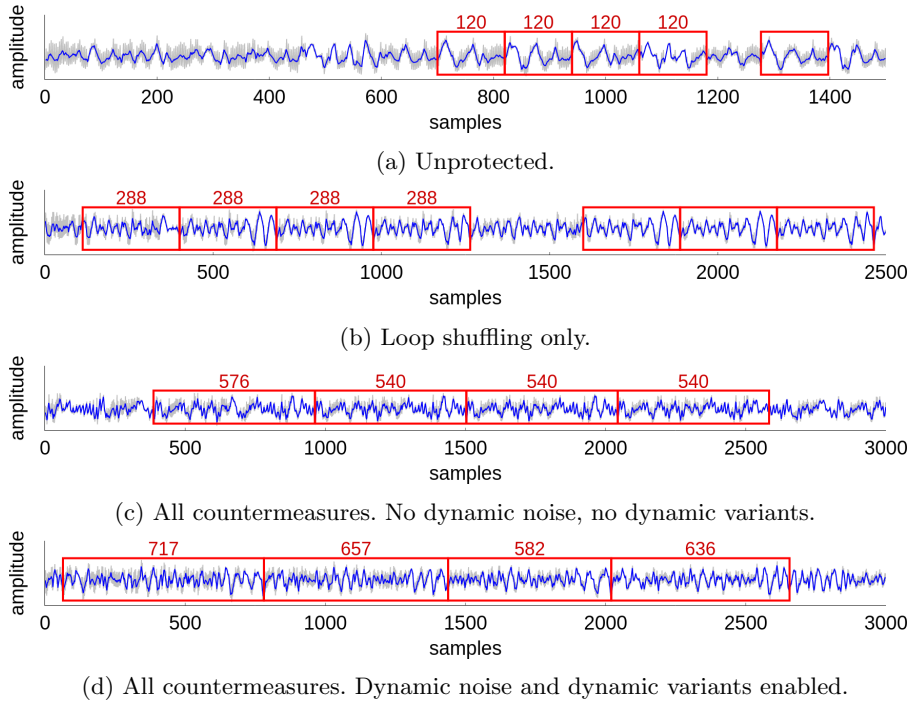 amplitude
120 120 120 120
0 200 400 600 800 1000 1200 1400
samples
(a) Unprotected.
amplitude
288 288 288 288
0 500 1000 1500 2000 2500
samples
(b) Loop shuffling only.
amplitude
576 540 540 540
0 500 1000 1500 2000 2500 3000
samples
(c) All countermeasures. No dynamic noise, no dynamic variants.
amplitude
717 657 582 636
0 500 1000 1500 2000 2500 3000
samples
(d) All countermeasures. Dynamic noise and dynamic variants enabled.